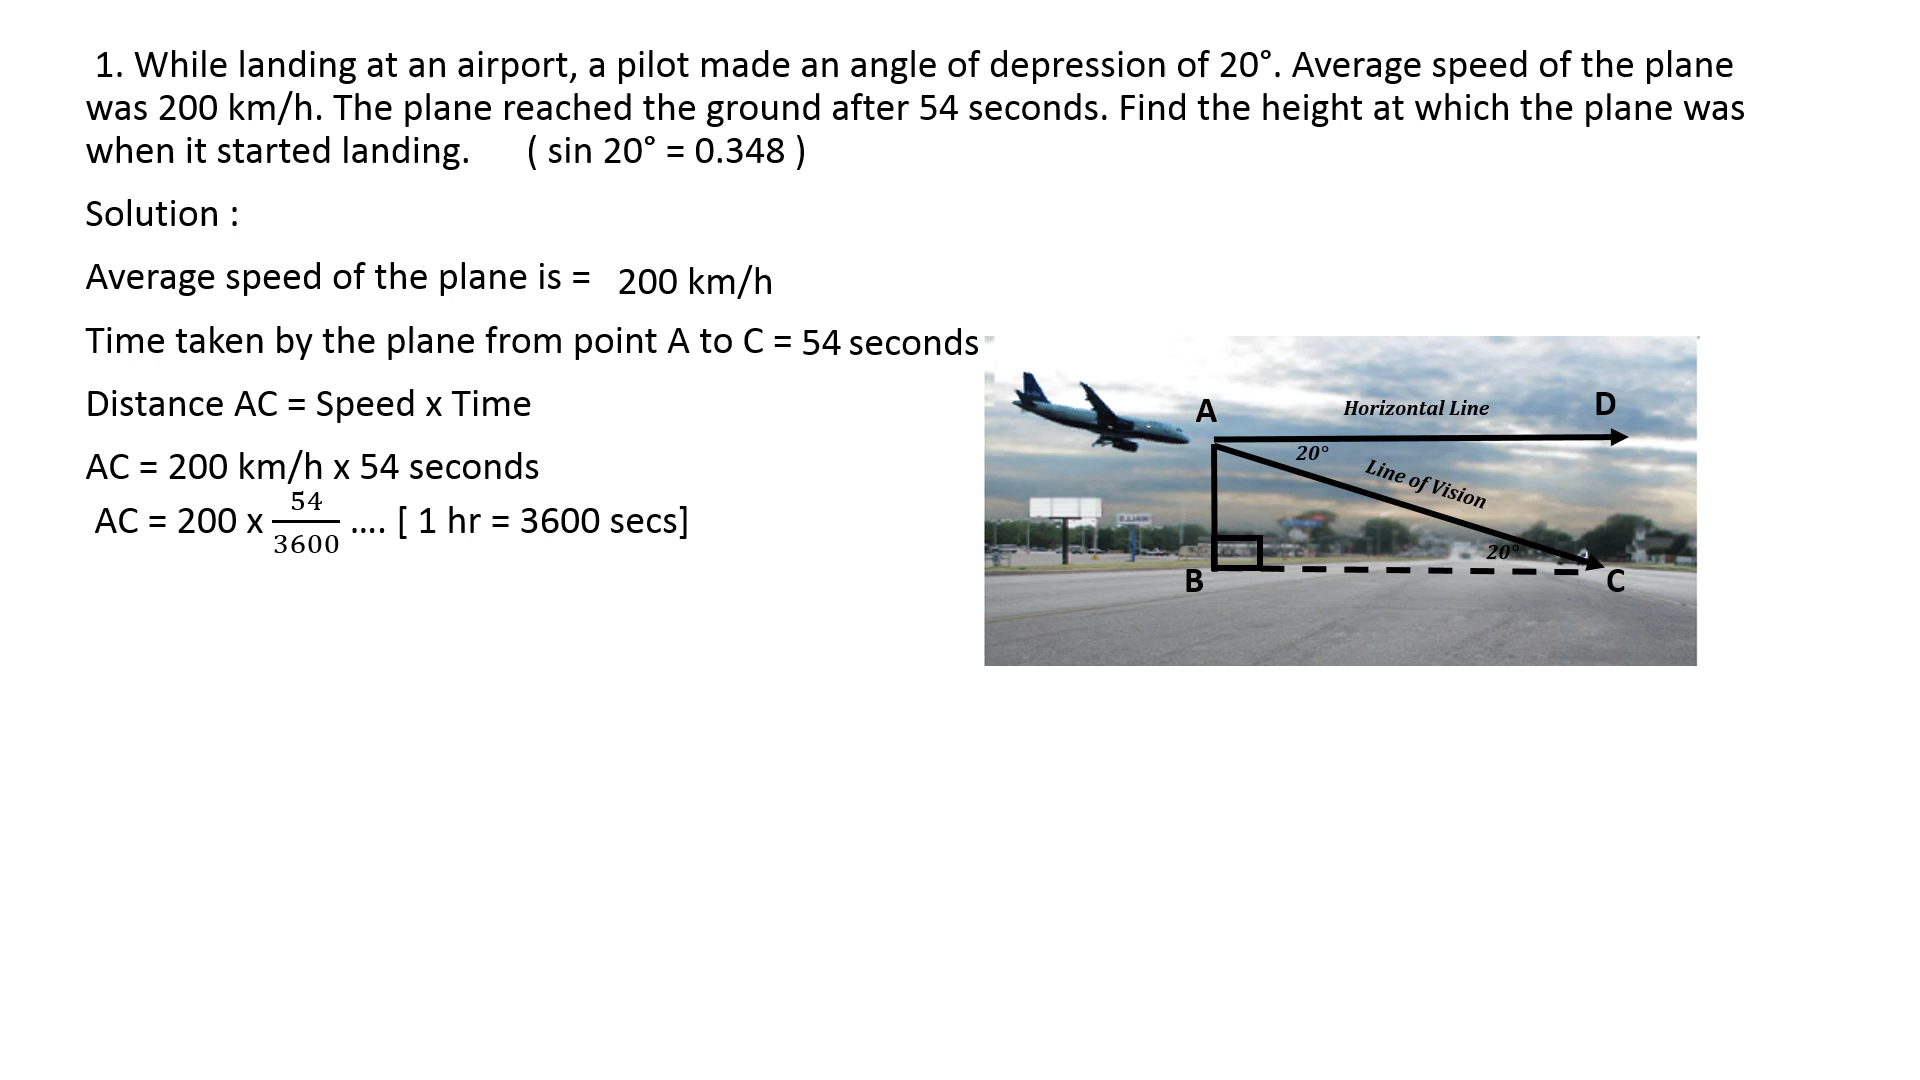 1. While landing at an airport, a pilot made an angle of depression of 20°. Average speed of the plane
was 200 km/h. The plane reached the ground after 54 seconds. Find the height at which the plane was
when it started landing. ( sin 20° = 0.348 )
Solution :
Average speed of the plane is = 200 km/h
Time taken by the plane from point A to C = 54 seconds
Distance AC = Speed x Time
AC = 200 km/h x 54 seconds
AC = 200 x 54/3600 .... [ 1 hr = 3600 secs]
A
Horizontal Line
D
20°
Line of Vision
20°
B
C